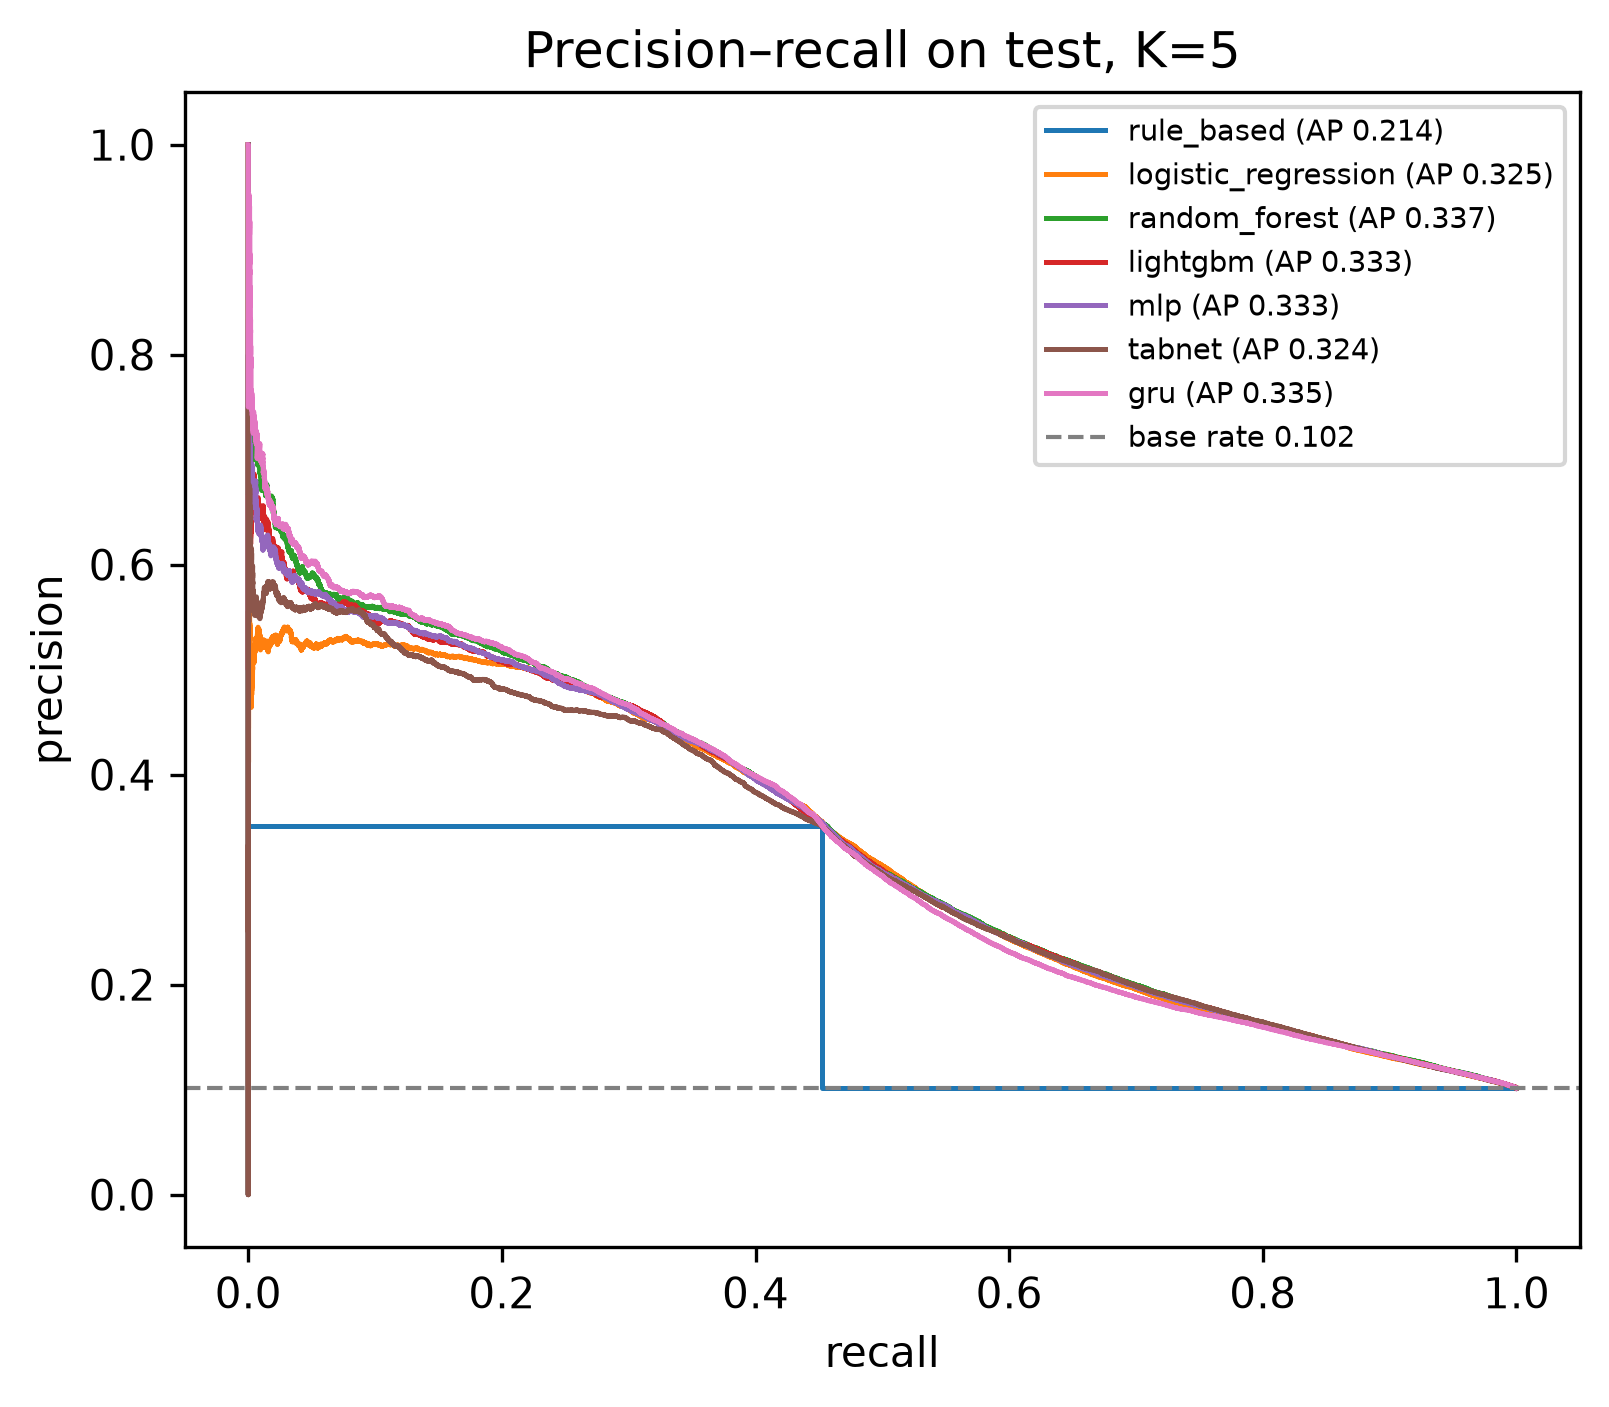 Precision–recall on test, K=5
rule_based (AP 0.214)
logistic_regression (AP 0.325)
random_forest (AP 0.337)
lightgbm (AP 0.333)
mlp (AP 0.333)
tabnet (AP 0.324)
gru (AP 0.335)
base rate 0.102
precision
1.0
0.8
0.6
0.4
0.2
0.0
0.0 0.2 0.4 0.6 0.8 1.0
recall